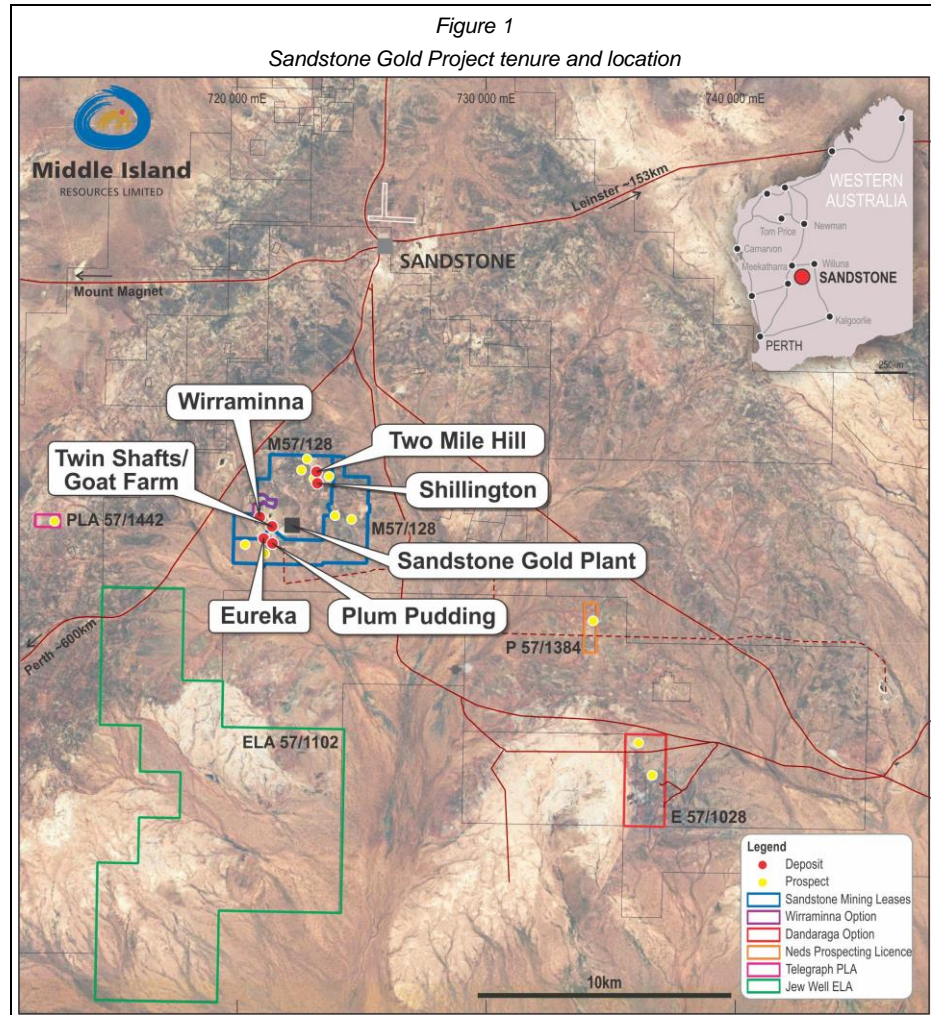 Figure 1
Sandstone Gold Project tenure and location
720 000 mE
730 000 mE
740 000 mE
Middle Island
RESOURCES LIMITED
Leinster ~153km
WESTERN
AUSTRALIA
Tom Price
Newman
Carnarvon
Meekatharra
Wiluna
SANDSTONE
Kalgoorlie
PERTH
250km
SANDSTONE
Mount Magnet
Wirraminna
M57/128
Two Mile Hill
Twin Shafts/
Goat Farm
Shillington
PLA 57/1442
M57/128
Sandstone Gold Plant
Eureka
Plum Pudding
Perth ~600km
P 57/1384
ELA 57/1102
E 57/1028
Legend
Deposit
Prospect
Sandstone Mining Leases
Wirraminna Option
Dandaraga Option
Neds Prospecting Licence
Telegraph PLA
Jew Well ELA
10km